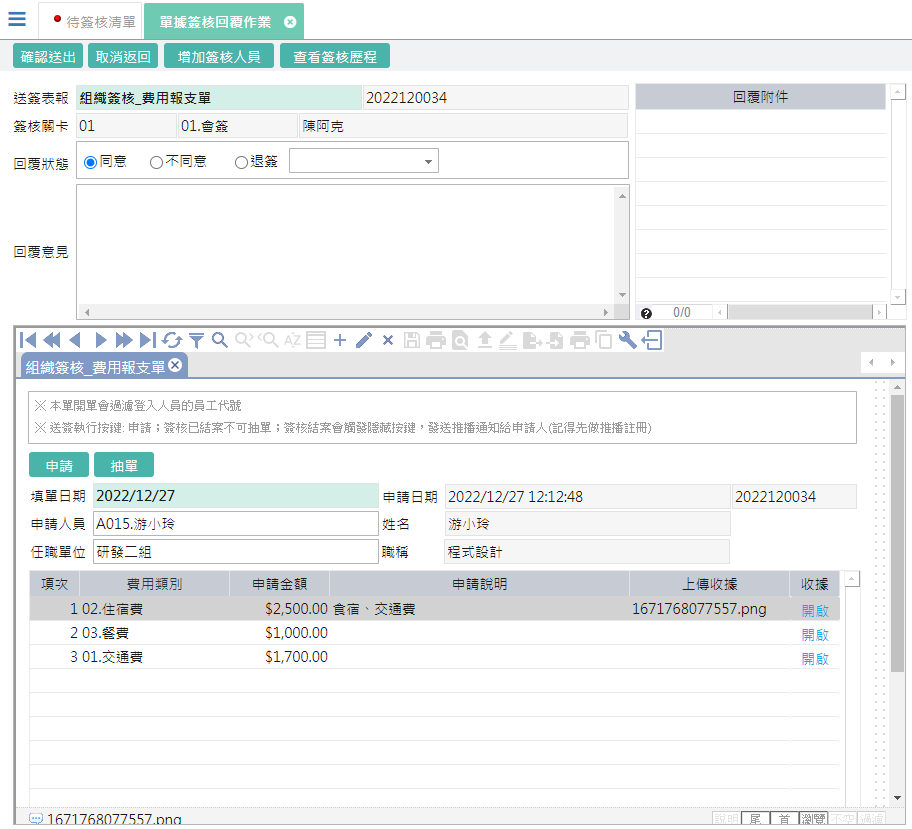 待簽核清單 單據簽核回覆作業
確認送出 取消返回 增加簽核人員 查看簽核歷程
送簽表報 組織簽核_費用報支單 2022120034 回覆附件
簽核關卡 01 01.會簽 陳阿克
回覆狀態 同意 不同意 退簽
回覆意見
0/0
組織簽核_費用報支單
※ 本單開單會過濾登入人員的員工代號
※ 送簽執行按鍵: 申請；簽核已結案不可抽單；簽核結案會觸發隱藏按鍵，發送推播通知給申請人(記得先做推播註冊)
申請 抽單
填單日期 2022/12/27 申請日期 2022/12/27 12:12:48 2022120034
申請人員 A015.游小玲 姓名 游小玲
任職單位 研發二組 職稱 程式設計
項次 費用類別 申請金額 申請說明 上傳收據 收據
1 02.住宿費 $2,500.00 食宿、交通費 1671768077557.png 開啟
2 03.餐費 $1,000.00 開啟
3 01.交通費 $1,700.00 開啟
1671768077557.png 說明 尾 首 瀏覽 不空 過濾